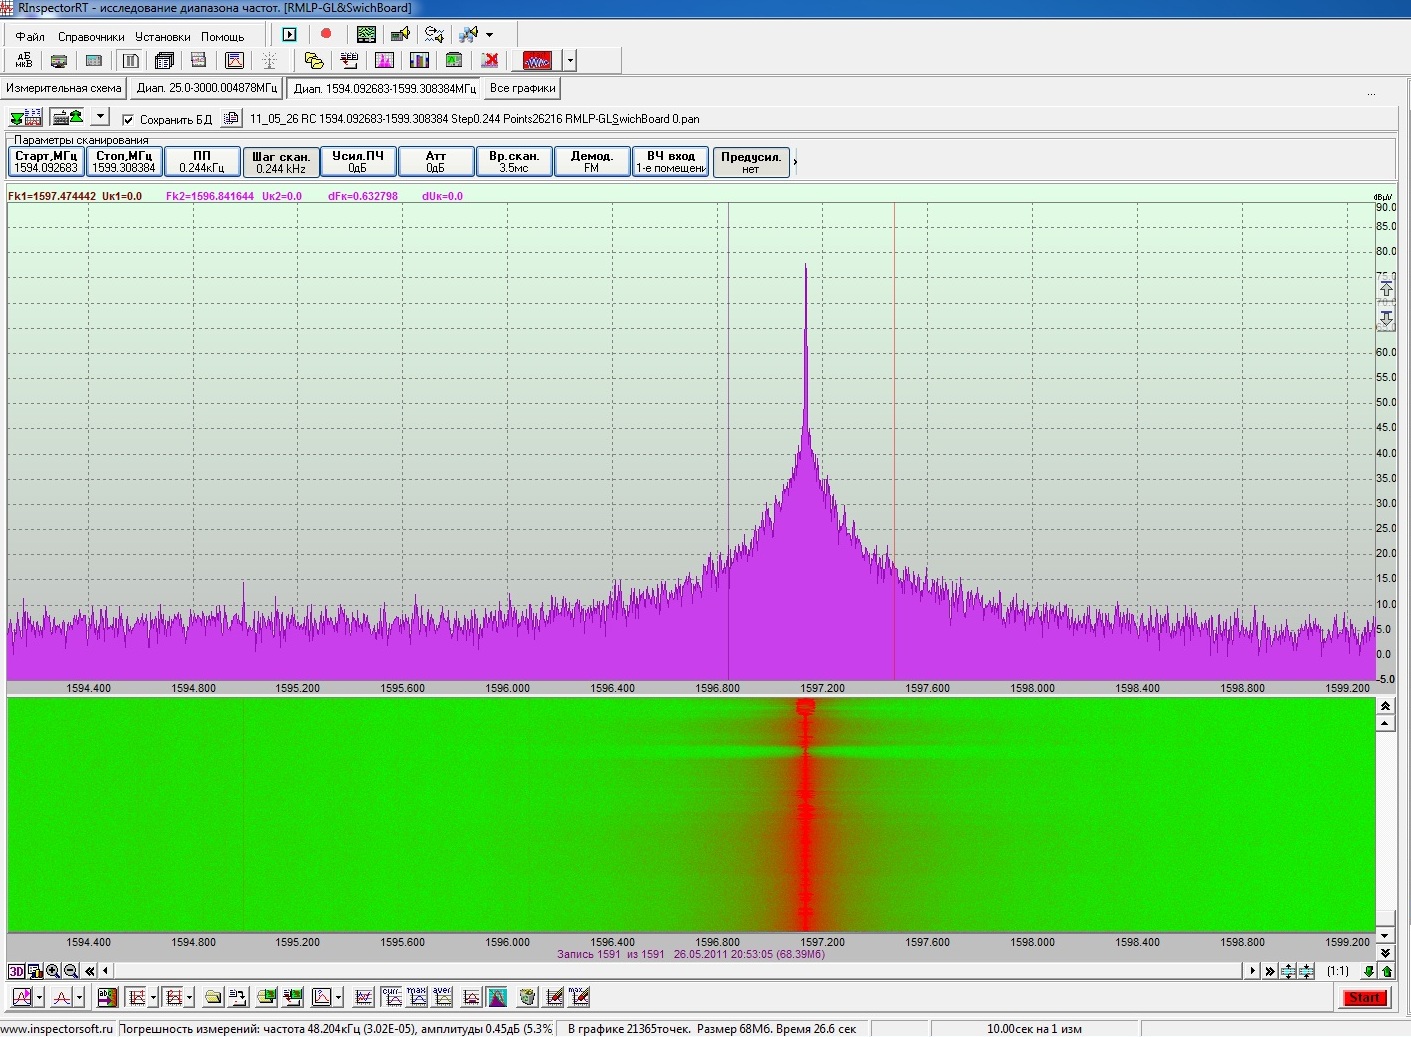 RInspectorRT - исследование диапазона частот. [RMLP-GL&SwichBoard]
Файл Справочники Установки Помощь
дБ мкВ
Измерительная схема Диап. 25.0-3000.004878МГц Диап. 1594.092683-1599.308384МГц Все графики ...
Сохранить БД 11_05_26 RC 1594.092683-1599.308384 Step0.244 Points26216 RMLP-GLSwichBoard 0.pan
Параметры сканирования
Старт,МГц Стоп,МГц ПП Шаг скан. Усил.ПЧ Атт Вр.скан. Демод. ВЧ вход Предусил.
1594.092683 1599.308384 0.244кГц 0.244 kHz 0дБ 0дБ 3.5мс FM 1-е помещени нет
Fk1=1597.474442 Uк1=0.0 Fk2=1596.841644 Uк2=0.0 dFк=0.632798 dUк=0.0
dBμV
90.0
85.0
80.0
75.0
70.0
60.0
55.0
50.0
45.0
40.0
35.0
30.0
25.0
20.0
15.0
10.0
5.0
0.0
-5.0
1594.400 1594.800 1595.200 1595.600 1596.000 1596.400 1596.800 1597.200 1597.600 1598.000 1598.400 1598.800 1599.200
1594.400 1594.800 1595.200 1595.600 1596.000 1596.400 1596.800 1597.200 1597.600 1598.000 1598.400 1598.800 1599.200
Запись 1591 из 1591 26.05.2011 20:53:05 (68.39Мб)
3D (1:1)
curr max aver max Start
www.inspectorsoft.ru Погрешность измерений: частота 48.204кГц (3.02E-05), амплитуды 0.45дБ (5.3% В графике 21365точек. Размер 68Мб. Время 26.6 сек 10.00сек на 1 изм